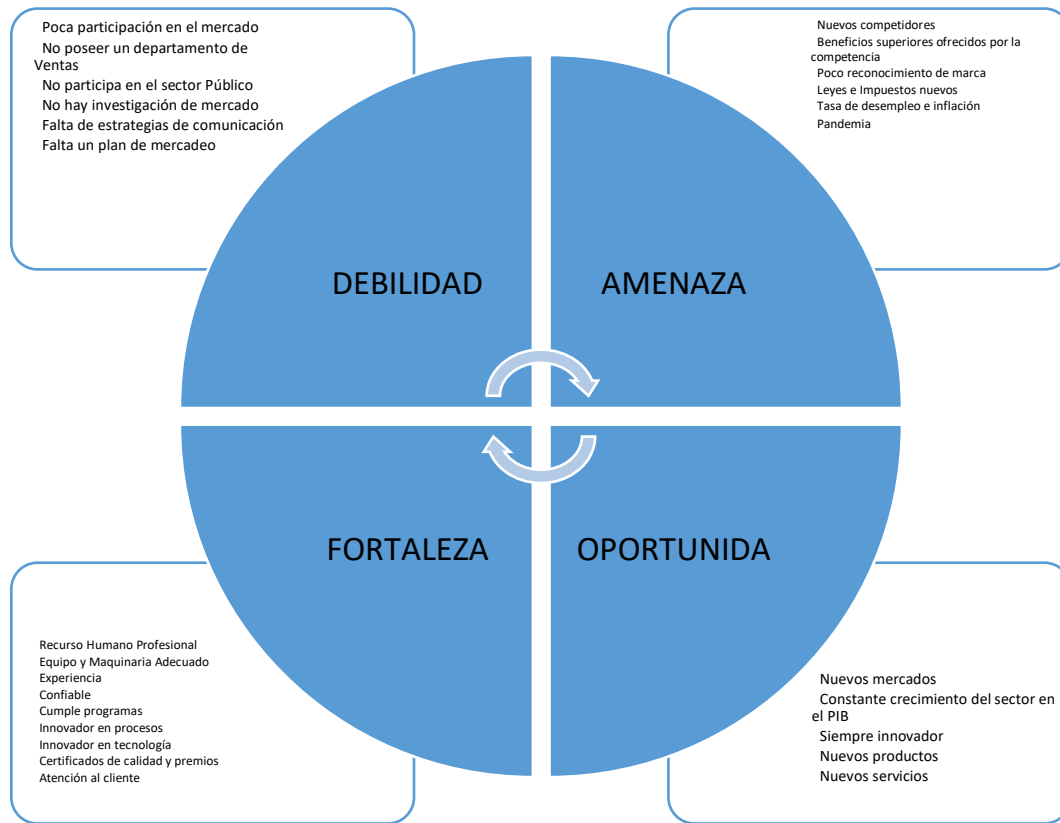 Poca participación en el mercado
No poseer un departamento de
Ventas
No participa en el sector Público
No hay investigación de mercado
Falta de estrategias de comunicación
Falta un plan de mercadeo
Nuevos competidores
Beneficios superiores ofrecidos por la
competencia
Poco reconocimiento de marca
Leyes e Impuestos nuevos
Tasa de desempleo e inflación
Pandemia
DEBILIDAD
AMENAZA
FORTALEZA
OPORTUNIDA
Recurso Humano Profesional
Equipo y Maquinaria Adecuado
Experiencia
Confiable
Cumple programas
Innovador en procesos
Innovador en tecnología
Certificados de calidad y premios
Atención al cliente
Nuevos mercados
Constante crecimiento del sector en
el PIB
Siempre innovador
Nuevos productos
Nuevos servicios